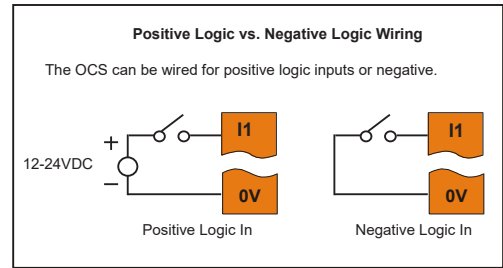 Positive Logic vs. Negative Logic Wiring
The OCS can be wired for positive logic inputs or negative.
I1
I1
+
12-24VDC
–
0V
0V
Positive Logic In
Negative Logic In